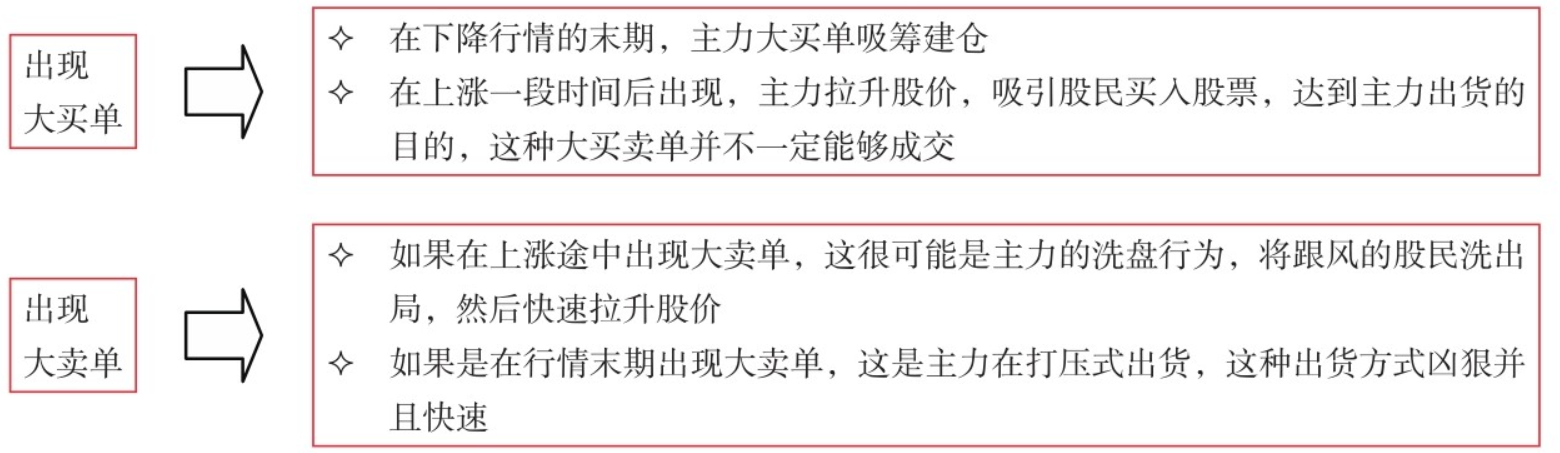 出现
大买单
✧ 在下降行情的末期，主力大买单吸筹建仓
✧ 在上涨一段时间后出现，主力拉升股价，吸引股民买入股票，达到主力出货的
目的，这种大买卖单并不一定能够成交
出现
大卖单
✧ 如果在上涨途中出现大卖单，这很可能是主力的洗盘行为，将跟风的股民洗出
局，然后快速拉升股价
✧ 如果是在行情末期出现大卖单，这是主力在打压式出货，这种出货方式凶狠并
且快速